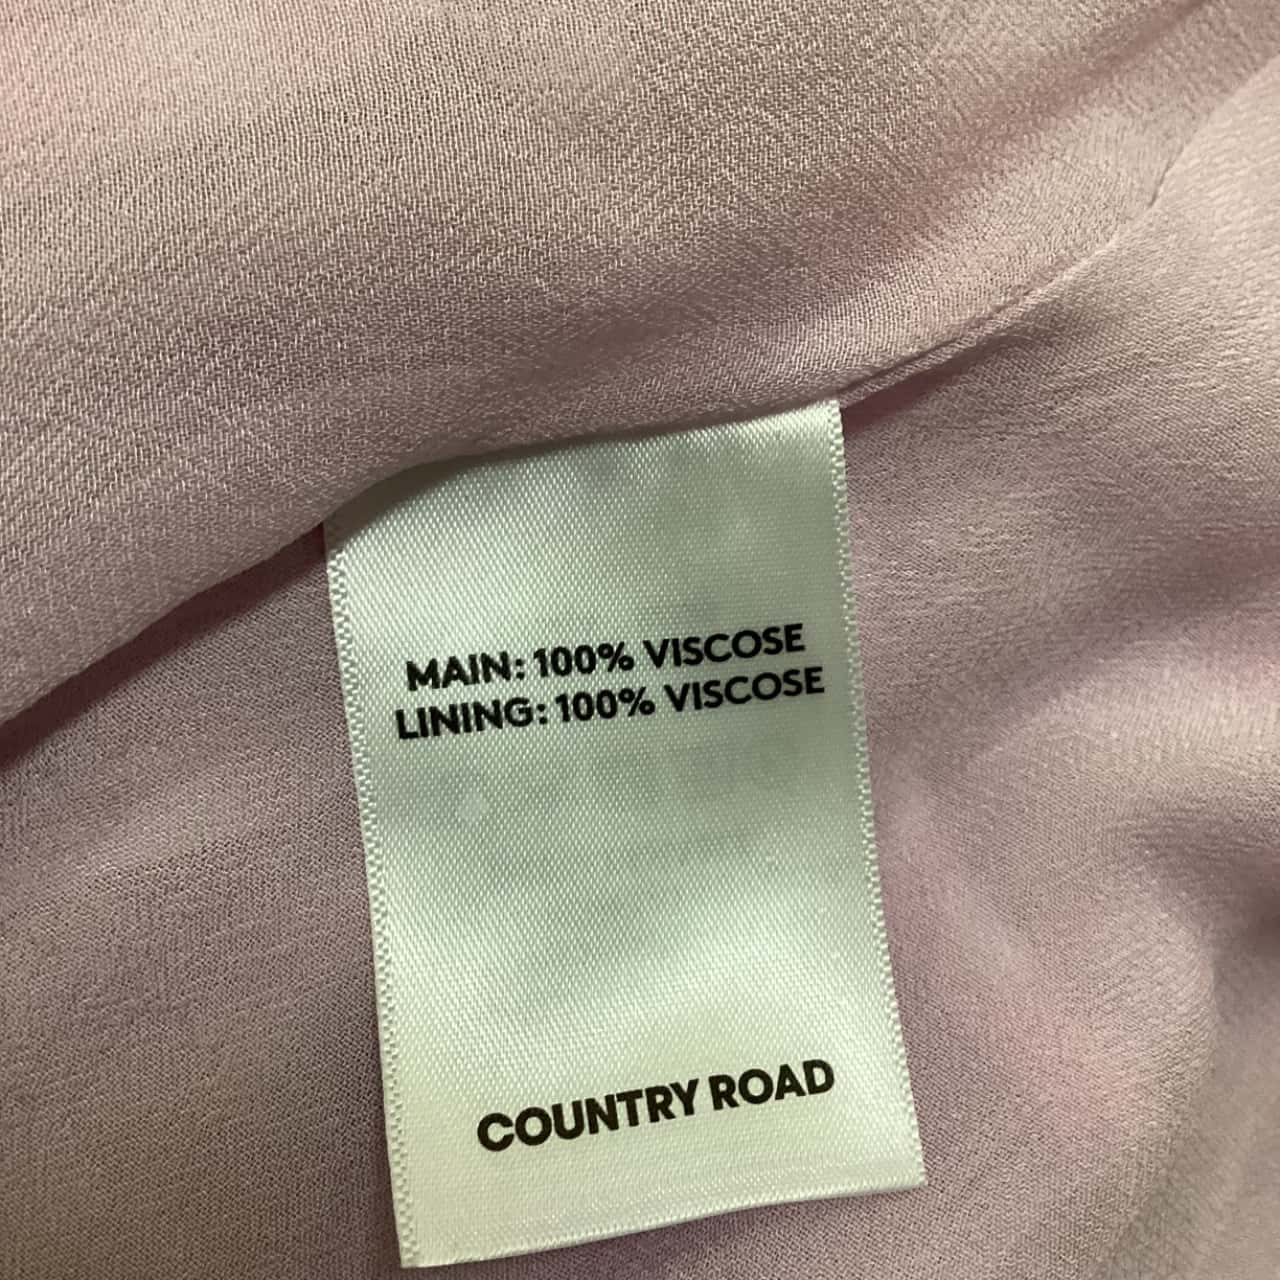 MAIN: 100% VISCOSE
LINING: 100% VISCOSE
COUNTRY ROAD